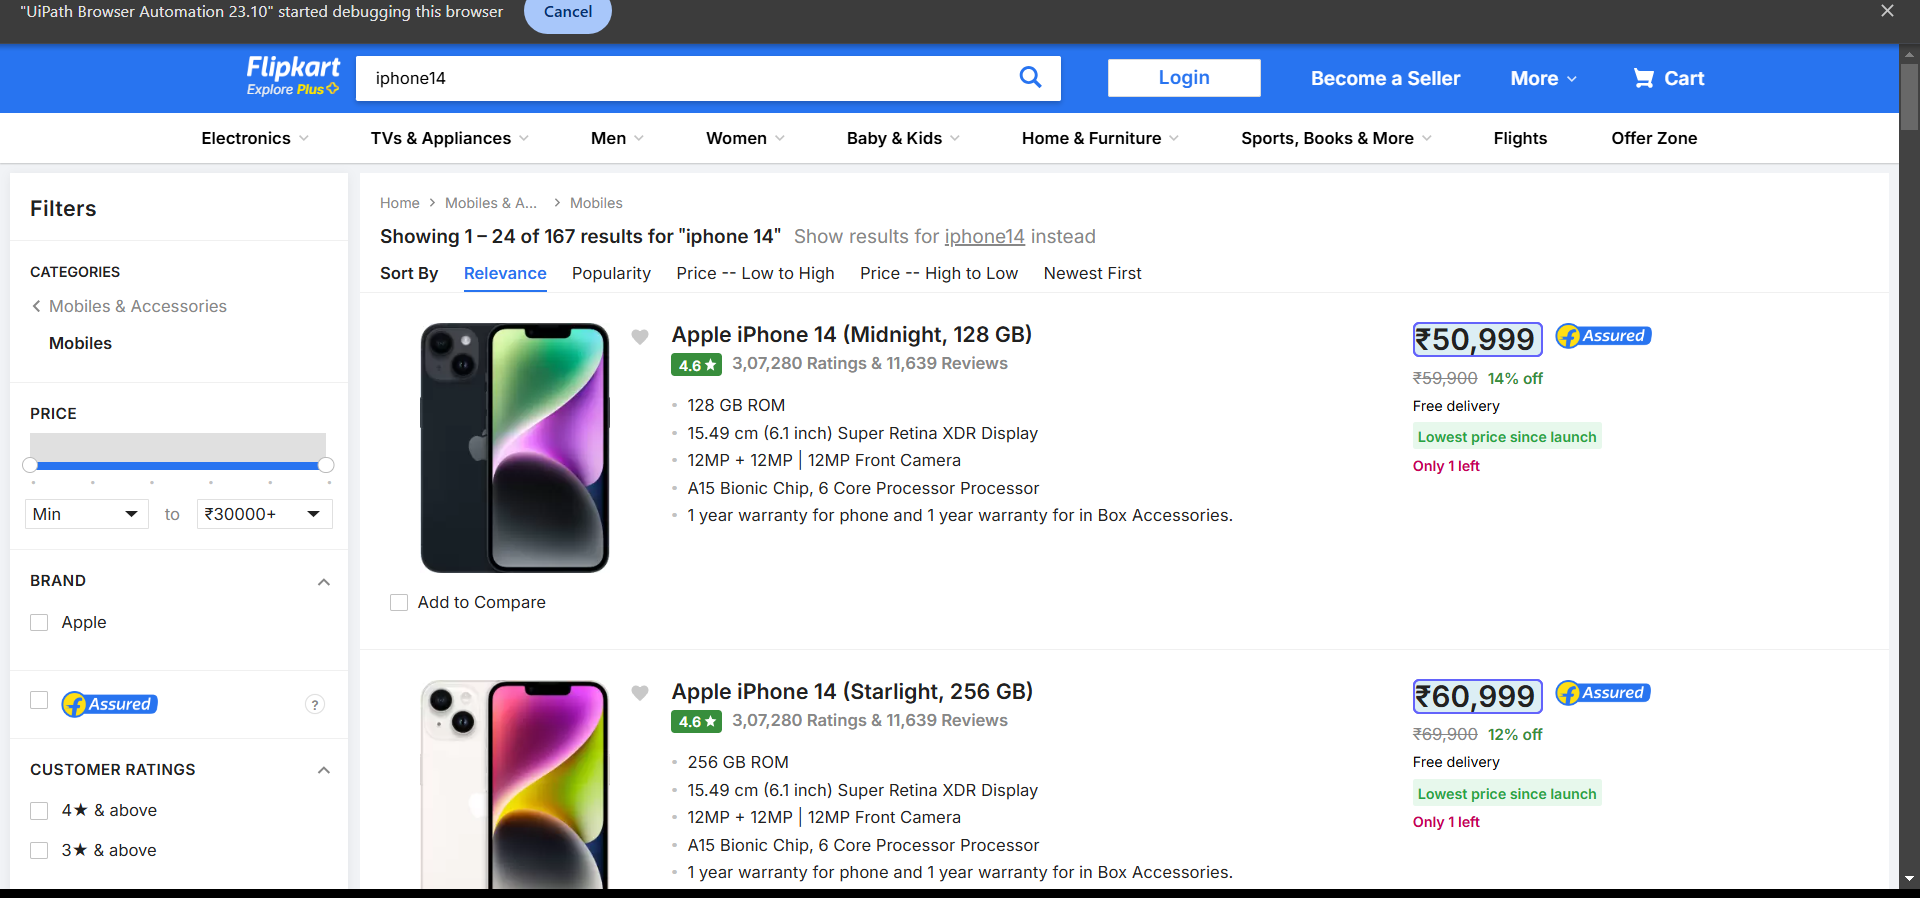 "UiPath Browser Automation 23.10" started debugging this browser
Cancel
Flipkart
Explore Plus
iphone14
Login
Become a Seller
More
Cart
Electronics
TVs & Appliances
Men
Women
Baby & Kids
Home & Furniture
Sports, Books & More
Flights
Offer Zone
Filters
CATEGORIES
Mobiles & Accessories
Mobiles
PRICE
Min
to
₹30000+
BRAND
Apple
Assured
?
CUSTOMER RATINGS
4★ & above
3★ & above
Home
Mobiles & A...
Mobiles
Showing 1 – 24 of 167 results for "iphone 14" Show results for iphone14 instead
Sort By
Relevance
Popularity
Price -- Low to High
Price -- High to Low
Newest First
Apple iPhone 14 (Midnight, 128 GB)
4.6★
3,07,280 Ratings & 11,639 Reviews
128 GB ROM
15.49 cm (6.1 inch) Super Retina XDR Display
12MP + 12MP | 12MP Front Camera
A15 Bionic Chip, 6 Core Processor Processor
1 year warranty for phone and 1 year warranty for in Box Accessories.
₹50,999
Assured
₹59,900 14% off
Free delivery
Lowest price since launch
Only 1 left
Add to Compare
Apple iPhone 14 (Starlight, 256 GB)
4.6★
3,07,280 Ratings & 11,639 Reviews
256 GB ROM
15.49 cm (6.1 inch) Super Retina XDR Display
12MP + 12MP | 12MP Front Camera
A15 Bionic Chip, 6 Core Processor Processor
1 year warranty for phone and 1 year warranty for in Box Accessories.
₹60,999
Assured
₹69,900 12% off
Free delivery
Lowest price since launch
Only 1 left